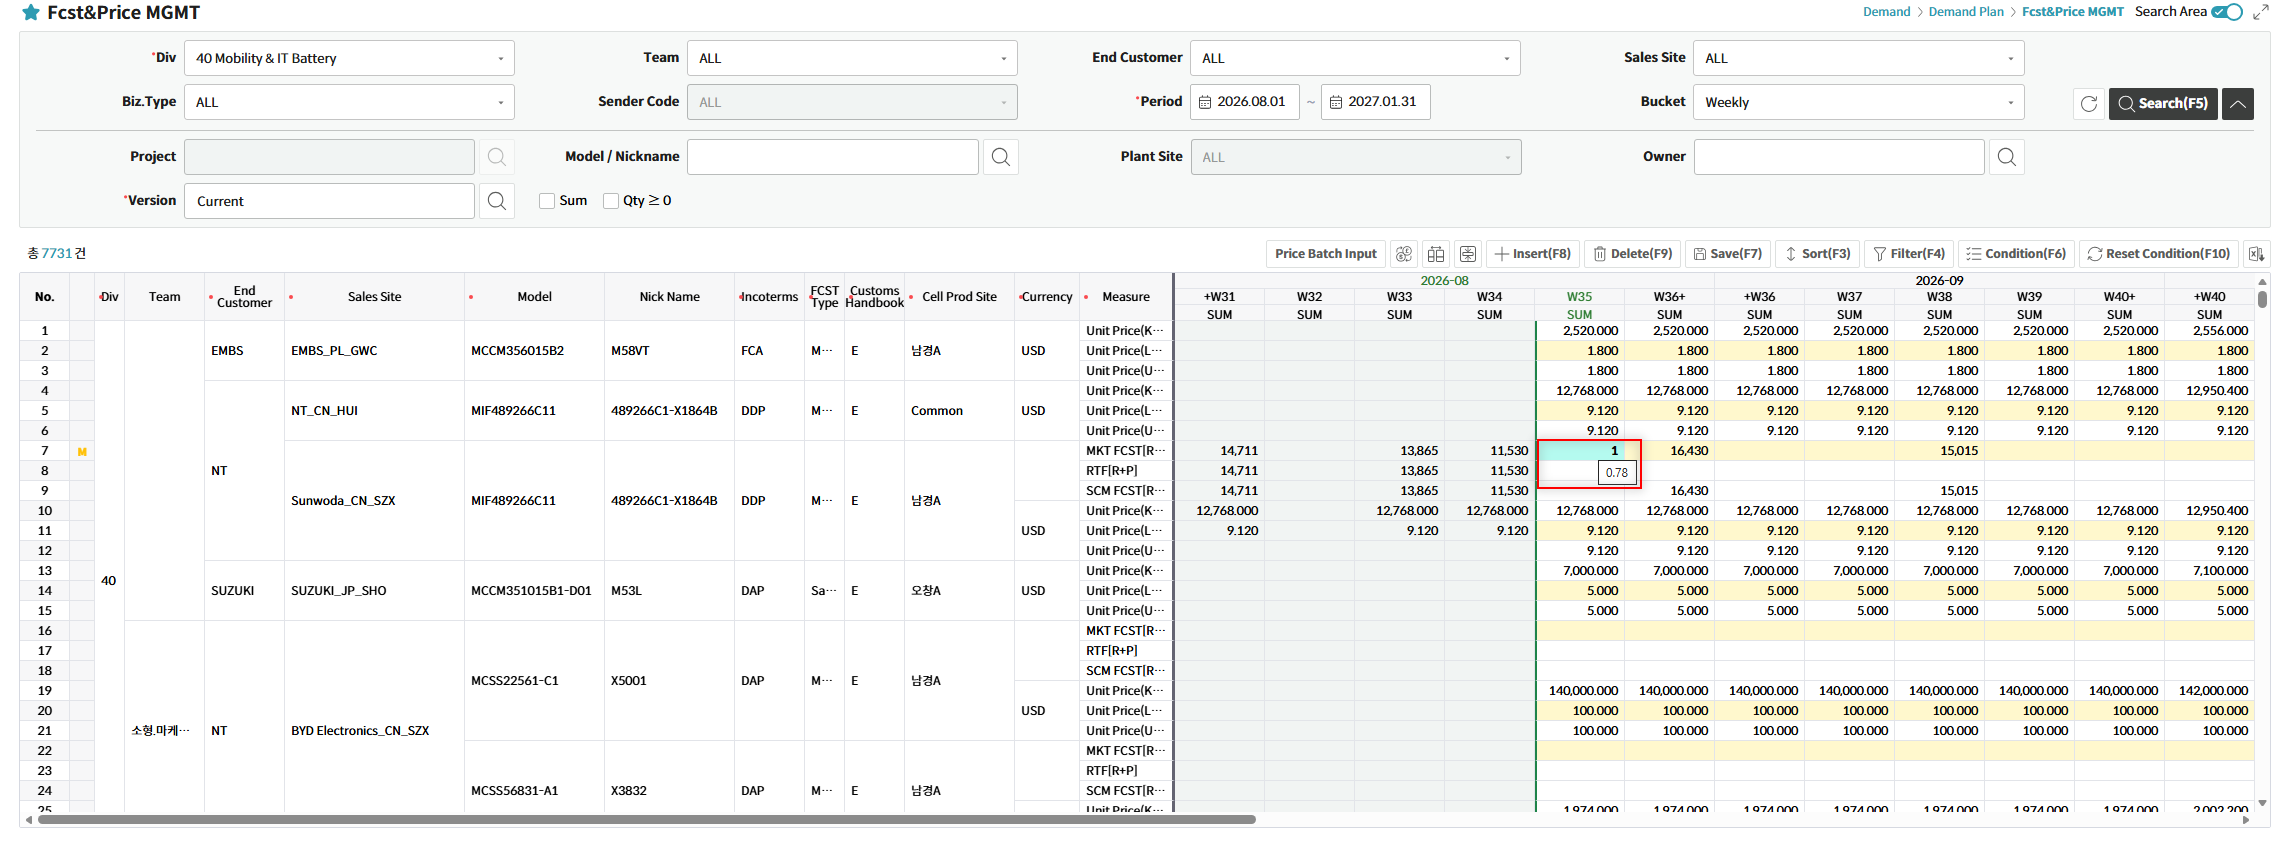 Fcst&Price MGMT
Demand > Demand Plan > Fcst&Price MGMT Search Area
*Div 40 Mobility & IT Battery Team ALL End Customer ALL Sales Site ALL
Biz.Type ALL Sender Code ALL *Period 2026.08.01 ~ 2027.01.31 Bucket Weekly Search(F5)
Project Model / Nickname Plant Site ALL Owner
*Version Current Sum Qty ≥ 0
총 7731 건 Price Batch Input Insert(F8) Delete(F9) Save(F7) Sort(F3) Filter(F4) Condition(F6) Reset Condition(F10)
No. Div Team End Customer Sales Site Model Nick Name Incoterms FCST Type Customs Handbook Cell Prod Site Currency Measure
2026-08 2026-09
+W31 W32 W33 W34 W35 W36+ +W36 W37 W38 W39 W40+ +W40
SUM SUM SUM SUM SUM SUM SUM SUM SUM SUM SUM SUM
1 Unit Price(K··· 2,520.000 2,520.000 2,520.000 2,520.000 2,520.000 2,520.000 2,520.000 2,556.000
2 EMBS EMBS_PL_GWC MCCM356015B2 M58VT FCA M··· E 남경A USD Unit Price(L··· 1.800 1.800 1.800 1.800 1.800 1.800 1.800 1.800
3 Unit Price(U··· 1.800 1.800 1.800 1.800 1.800 1.800 1.800 1.800
4 Unit Price(K··· 12,768.000 12,768.000 12,768.000 12,768.000 12,768.000 12,768.000 12,768.000 12,950.400
5 NT_CN_HUI MIF489266C11 489266C1-X1864B DDP M··· E Common USD Unit Price(L··· 9.120 9.120 9.120 9.120 9.120 9.120 9.120 9.120
6 Unit Price(U··· 9.120 9.120 9.120 9.120 9.120 9.120 9.120 9.120
7 M MKT FCST[R··· 14,711 13,865 11,530 1 16,430 15,015
8 NT RTF[R+P] 14,711 13,865 11,530 0.78
9 SCM FCST[R··· 14,711 13,865 11,530 16,430 15,015
Sunwoda_CN_SZX MIF489266C11 489266C1-X1864B DDP M··· E 남경A
10 Unit Price(K··· 12,768.000 12,768.000 12,768.000 12,768.000 12,768.000 12,768.000 12,768.000 12,768.000 12,768.000 12,768.000 12,950.400
11 USD Unit Price(L··· 9.120 9.120 9.120 9.120 9.120 9.120 9.120 9.120 9.120 9.120 9.120
12 Unit Price(U··· 9.120 9.120 9.120 9.120 9.120 9.120 9.120 9.120
13 Unit Price(K··· 7,000.000 7,000.000 7,000.000 7,000.000 7,000.000 7,000.000 7,000.000 7,100.000
40
14 SUZUKI SUZUKI_JP_SHO MCCM351015B1-D01 M53L DAP Sa··· E 오창A USD Unit Price(L··· 5.000 5.000 5.000 5.000 5.000 5.000 5.000 5.000
15 Unit Price(U··· 5.000 5.000 5.000 5.000 5.000 5.000 5.000 5.000
16 MKT FCST[R···
17 RTF[R+P]
18 SCM FCST[R···
MCSS22561-C1 X5001 DAP M··· E 남경A
19 Unit Price(K··· 140,000.000 140,000.000 140,000.000 140,000.000 140,000.000 140,000.000 140,000.000 142,000.000
20 USD Unit Price(L··· 100.000 100.000 100.000 100.000 100.000 100.000 100.000 100.000
21 소형.마케··· NT BYD Electronics_CN_SZX Unit Price(U··· 100.000 100.000 100.000 100.000 100.000 100.000 100.000 100.000
22 MKT FCST[R···
23 RTF[R+P]
24 MCSS56831-A1 X3832 DAP M··· E 남경A SCM FCST[R···
25 Unit Price(K··· 1,974.000 1,974.000 1,974.000 1,974.000 1,974.000 1,974.000 1,974.000 2,002.200